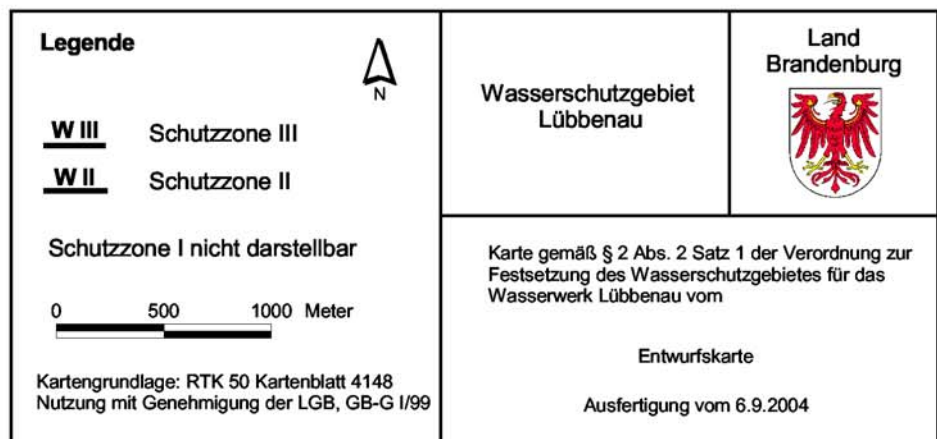 Legende
N
W III Schutzzone III
W II Schutzzone II
Schutzzone I nicht darstellbar
0 500 1000 Meter
Kartengrundlage: RTK 50 Kartenblatt 4148
Nutzung mit Genehmigung der LGB, GB-G I/99
Wasserschutzgebiet
Lübbenau
Land
Brandenburg
Karte gemäß § 2 Abs. 2 Satz 1 der Verordnung zur
Festsetzung des Wasserschutzgebietes für das
Wasserwerk Lübbenau vom
Entwurfskarte
Ausfertigung vom 6.9.2004